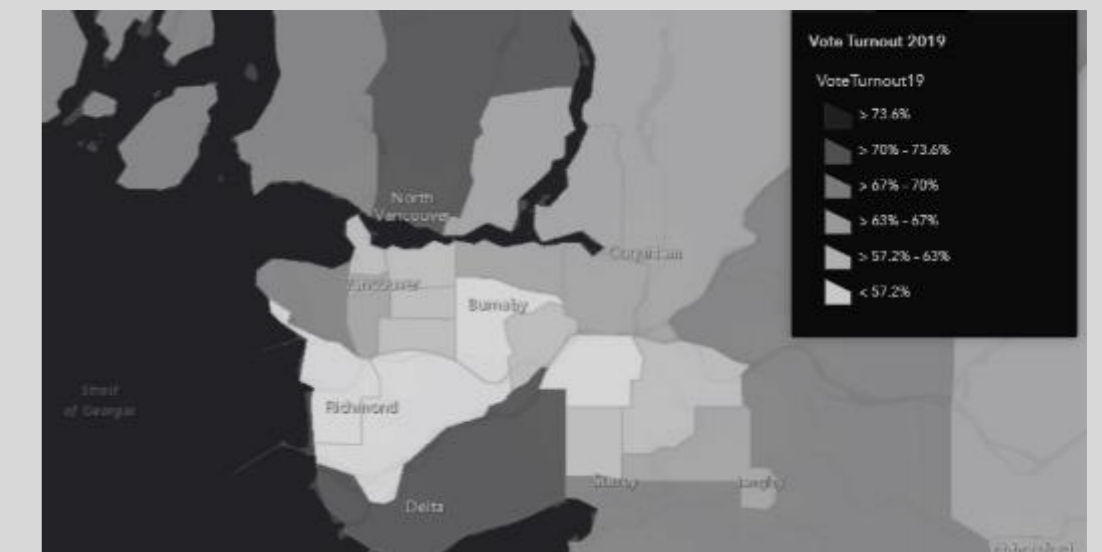 Vote Turnout 2019
VoteTurnout19
> 73.6%
> 70% - 73.6%
> 67% - 70%
> 63% - 67%
> 57.2% - 63%
< 57.2%
North
Vancouver
Coquitlam
Vancouver
Burnaby
Strait
of Georgia
Richmond
Surrey
Langley
Delta